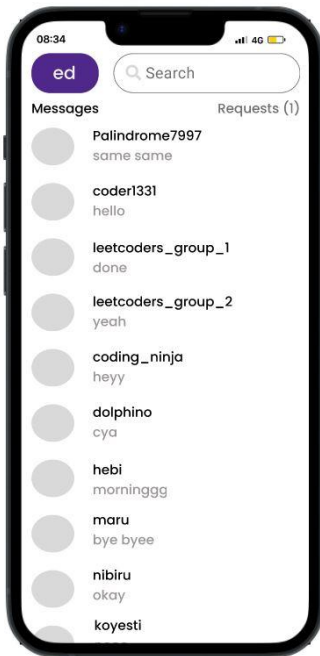 08:34
4G
ed
Search
Messages
Requests (1)
Palindrome7997
same same
coder1331
hello
leetcoders_group_1
done
leetcoders_group_2
yeah
coding_ninja
heyy
dolphino
cya
hebi
morninggg
maru
bye byee
nibiru
okay
koyesti